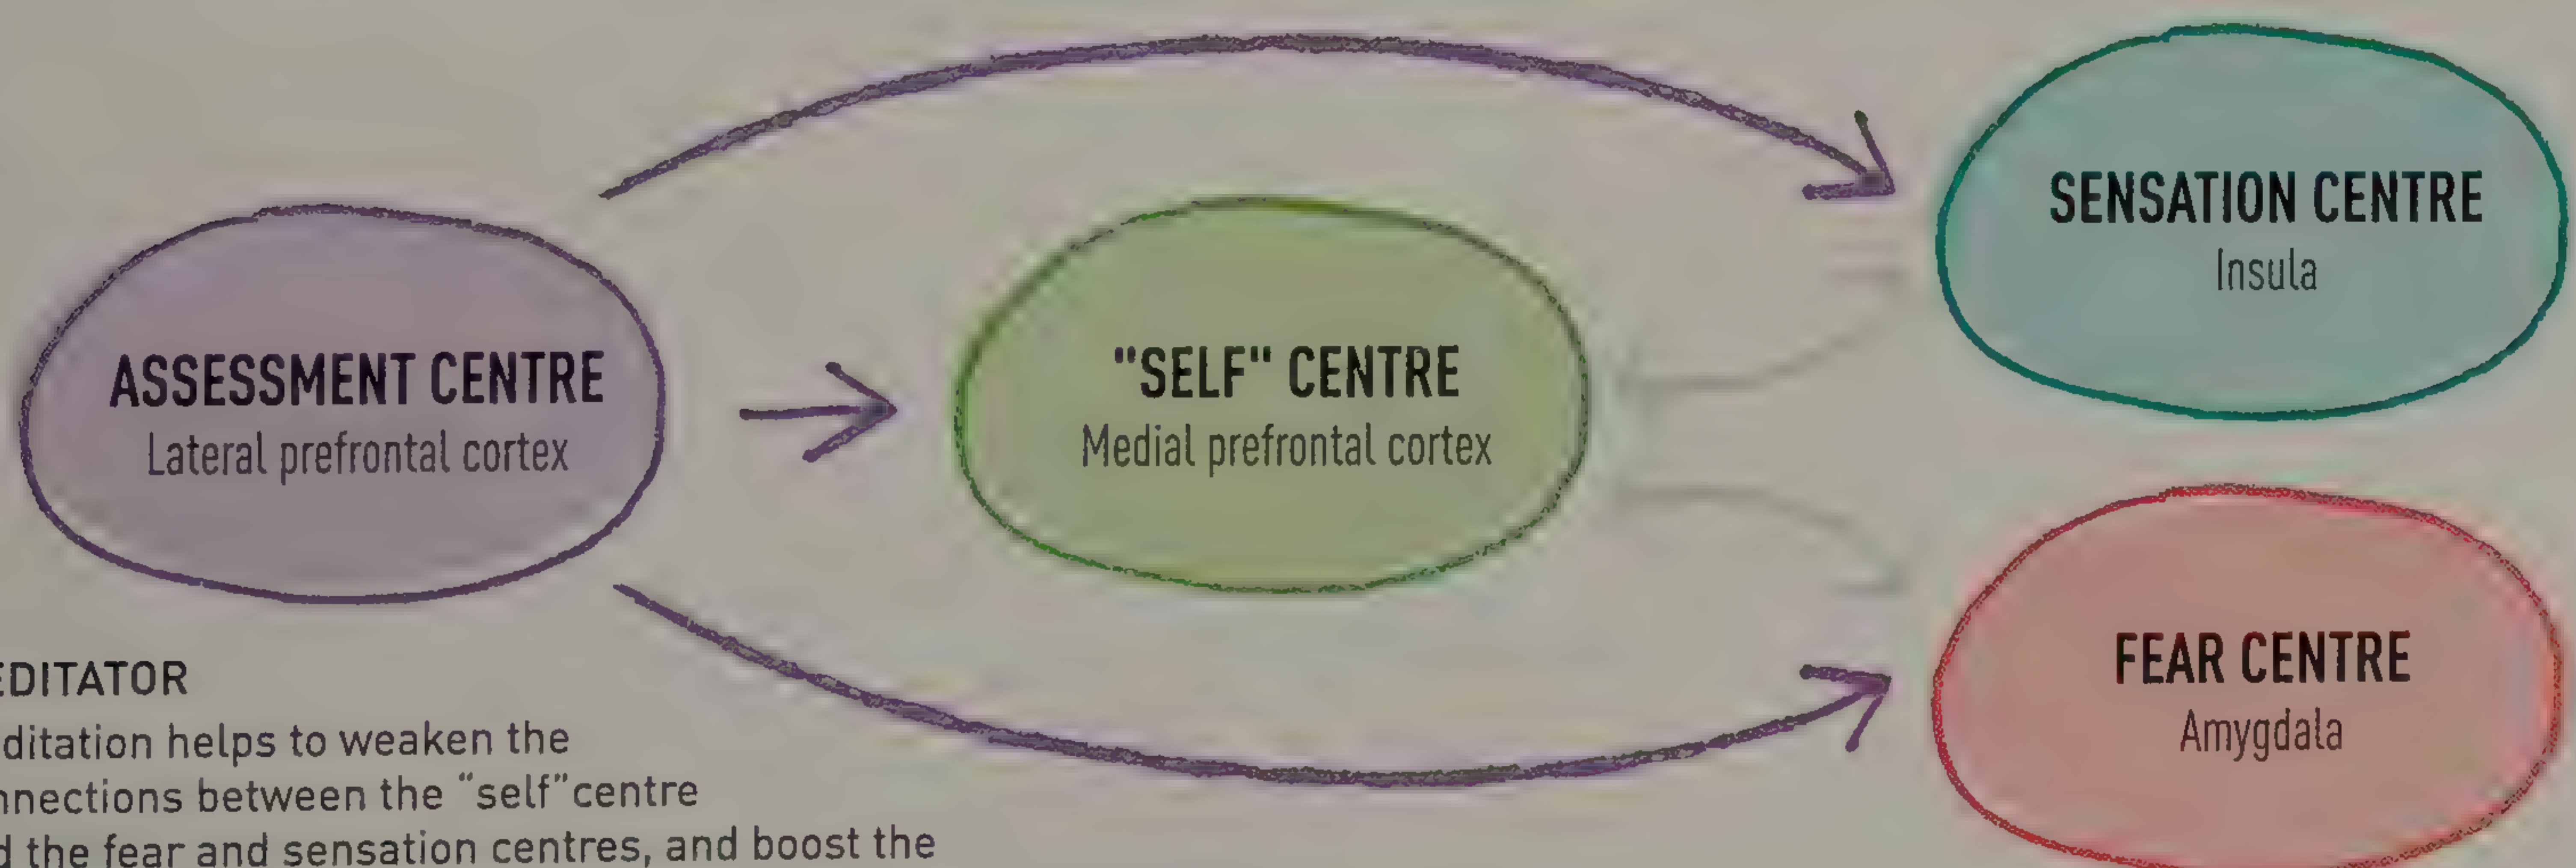 SENSATION CENTRE
Insula
ASSESSMENT CENTRE
Lateral prefrontal cortex
"SELF" CENTRE
Medial prefrontal cortex
FEAR CENTRE
Amygdala
EDITATOR
ditation helps to weaken the
nnections between the “self”centre
d the fear and sensation centres, and boost the